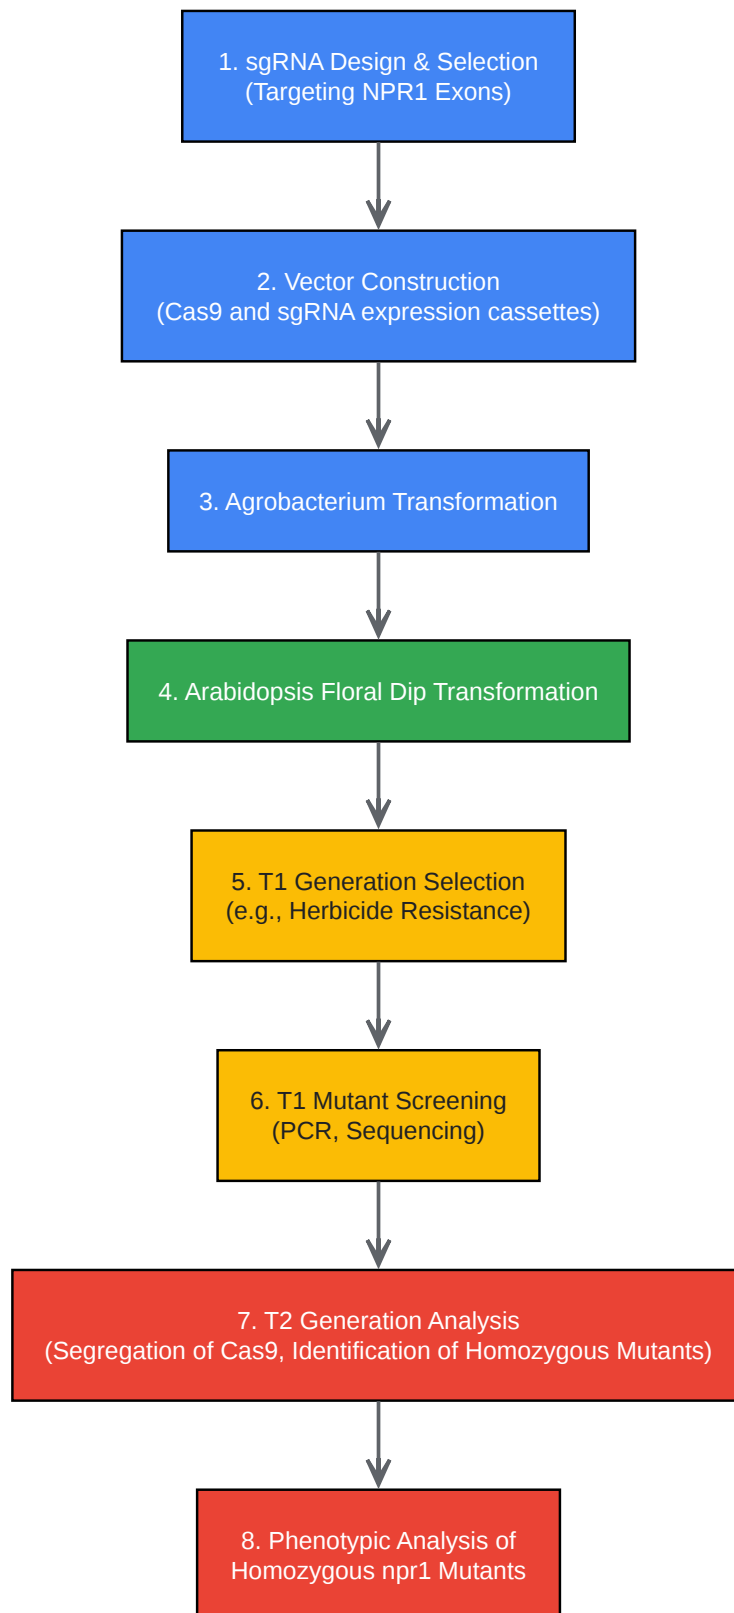 1. sgRNA Design & Selection
(Targeting NPR1 Exons)
2. Vector Construction
(Cas9 and sgRNA expression cassettes)
3. Agrobacterium Transformation
4. Arabidopsis Floral Dip Transformation
5. T1 Generation Selection
(e.g., Herbicide Resistance)
6. T1 Mutant Screening
(PCR, Sequencing)
7. T2 Generation Analysis
(Segregation of Cas9, Identification of Homozygous Mutants)
8. Phenotypic Analysis of
Homozygous npr1 Mutants